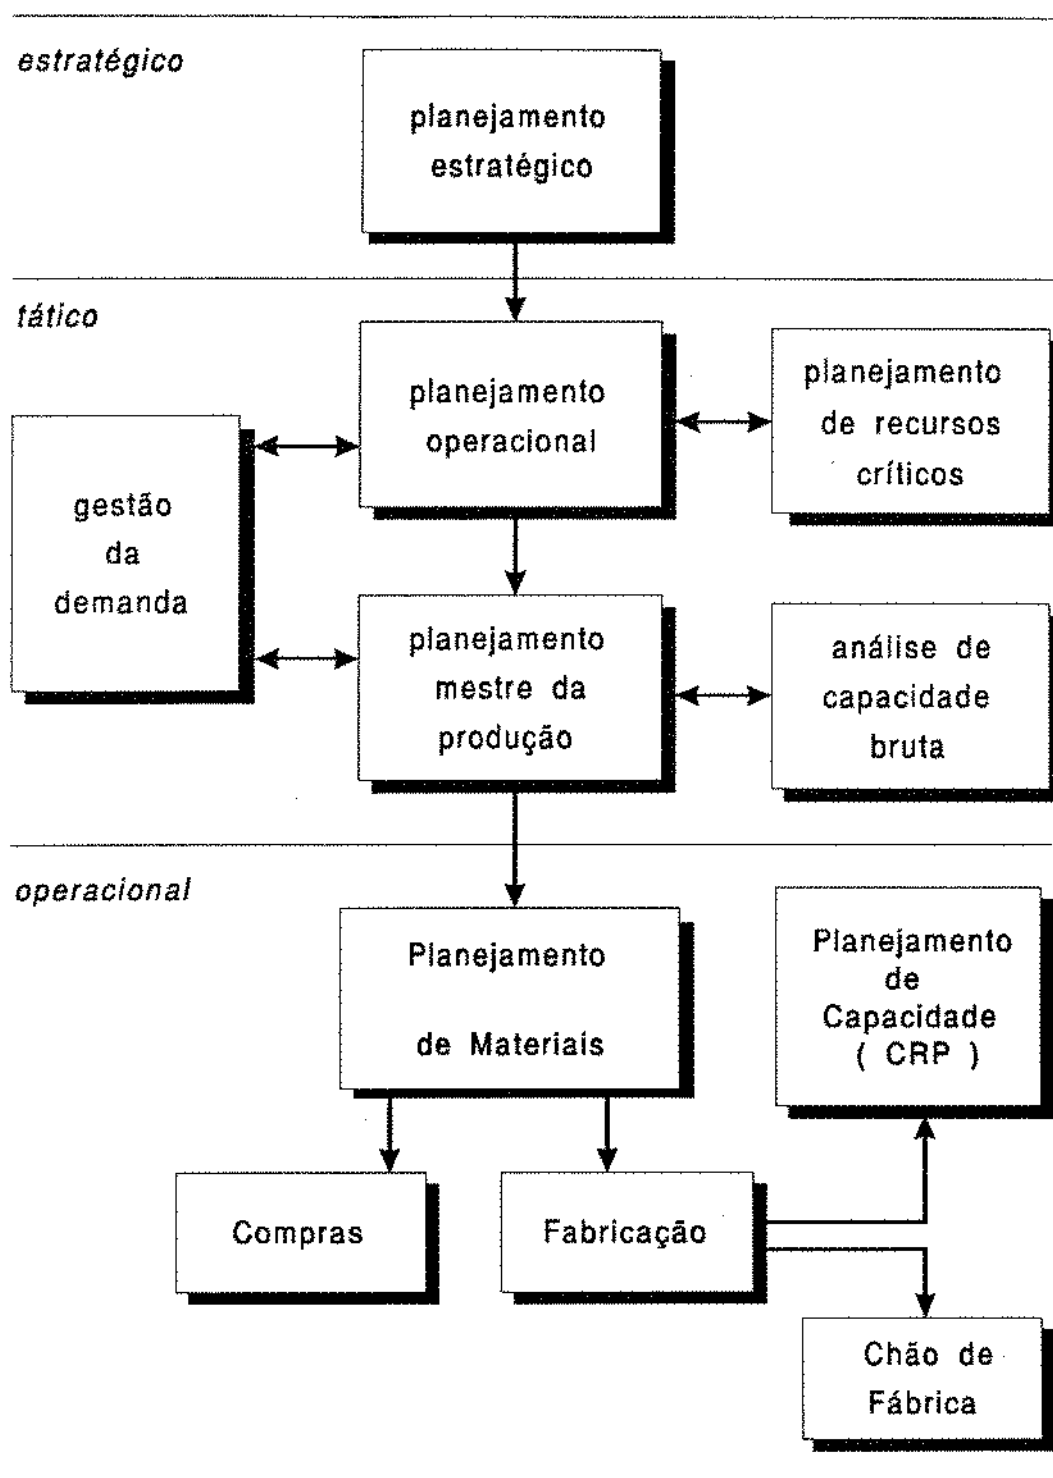 estratégico
planejamento
estratégico
tático
planejamento
operacional
planejamento
de recursos
críticos
gestão
da
demanda
planejamento
mestre da
produção
análise de
capacidade
bruta
operacional
Planejamento
de Materiais
Planejamento
de
Capacidade
( CRP )
Compras
Fabricação
Chão de
Fábrica